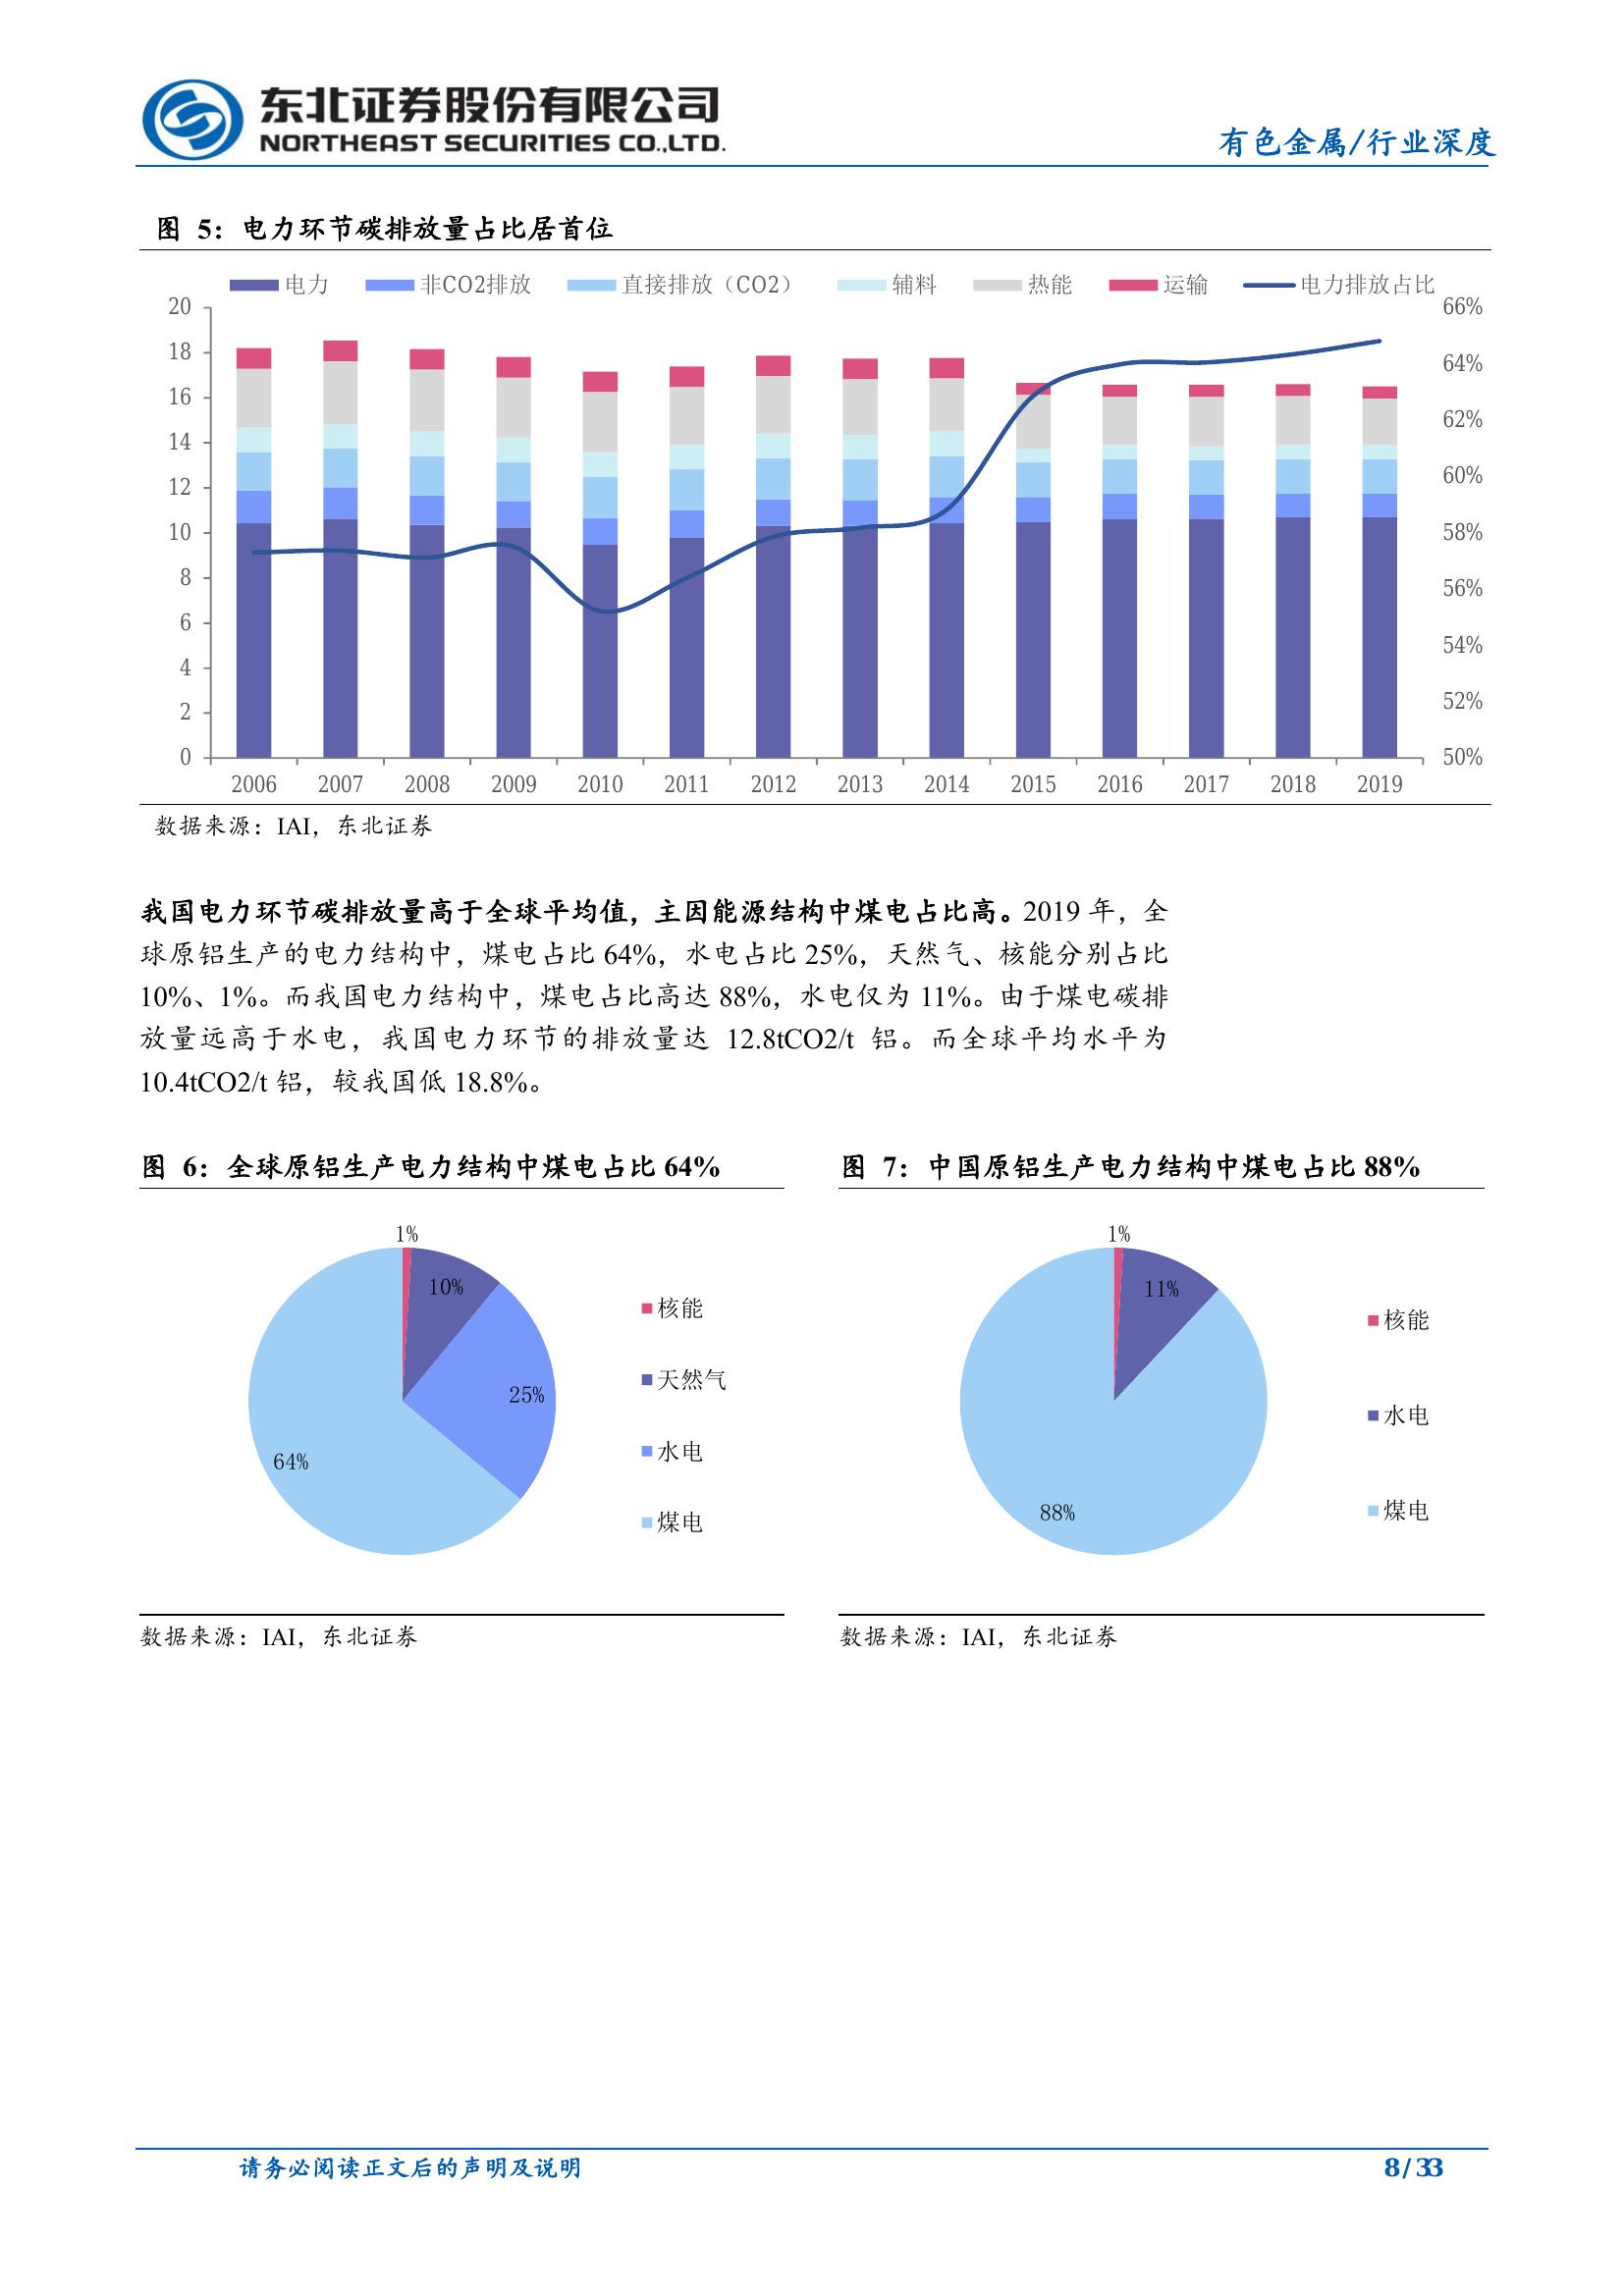 东北证券股份有限公司
NORTHEAST SECURITIES CO.,LTD.
有色金属/行业深度
图 5：电力环节碳排放量占比居首位
电力 非CO2排放 直接排放（CO2） 辅料 热能 运输 电力排放占比
20 66%
18 64%
16 62%
14 60%
12 58%
10 56%
8 54%
6 52%
4 50%
2
0
2006 2007 2008 2009 2010 2011 2012 2013 2014 2015 2016 2017 2018 2019
数据来源：IAI，东北证券
我国电力环节碳排放量高于全球平均值，主因能源结构中煤电占比高。2019 年，全
球原铝生产的电力结构中，煤电占比 64%，水电占比 25%，天然气、核能分别占比
10%、1%。而我国电力结构中，煤电占比高达 88%，水电仅为 11%。由于煤电碳排
放量远高于水电，我国电力环节的排放量达 12.8tCO2/t 铝。而全球平均水平为
10.4tCO2/t 铝，较我国低 18.8%。
图 6：全球原铝生产电力结构中煤电占比 64%
1%
10%
25%
64%
核能
天然气
水电
煤电
数据来源：IAI，东北证券
图 7：中国原铝生产电力结构中煤电占比 88%
1%
11%
88%
核能
水电
煤电
数据来源：IAI，东北证券
请务必阅读正文后的声明及说明
8 / 33